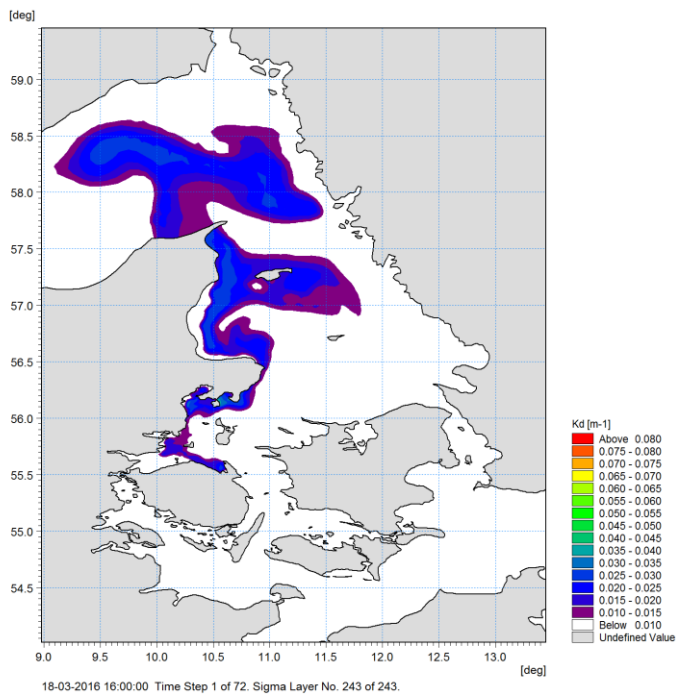 [deg]
59.0
58.5
58.0
57.5
57.0
56.5
56.0
55.5
55.0
54.5
9.0 9.5 10.0 10.5 11.0 11.5 12.0 12.5 13.0
[deg]
18-03-2016 16:00:00 Time Step 1 of 72. Sigma Layer No. 243 of 243.
Kd [m-1]
Above 0.080
0.075 - 0.080
0.070 - 0.075
0.065 - 0.070
0.060 - 0.065
0.055 - 0.060
0.050 - 0.055
0.045 - 0.050
0.040 - 0.045
0.035 - 0.040
0.030 - 0.035
0.025 - 0.030
0.020 - 0.025
0.015 - 0.020
0.010 - 0.015
Below 0.010
Undefined Value